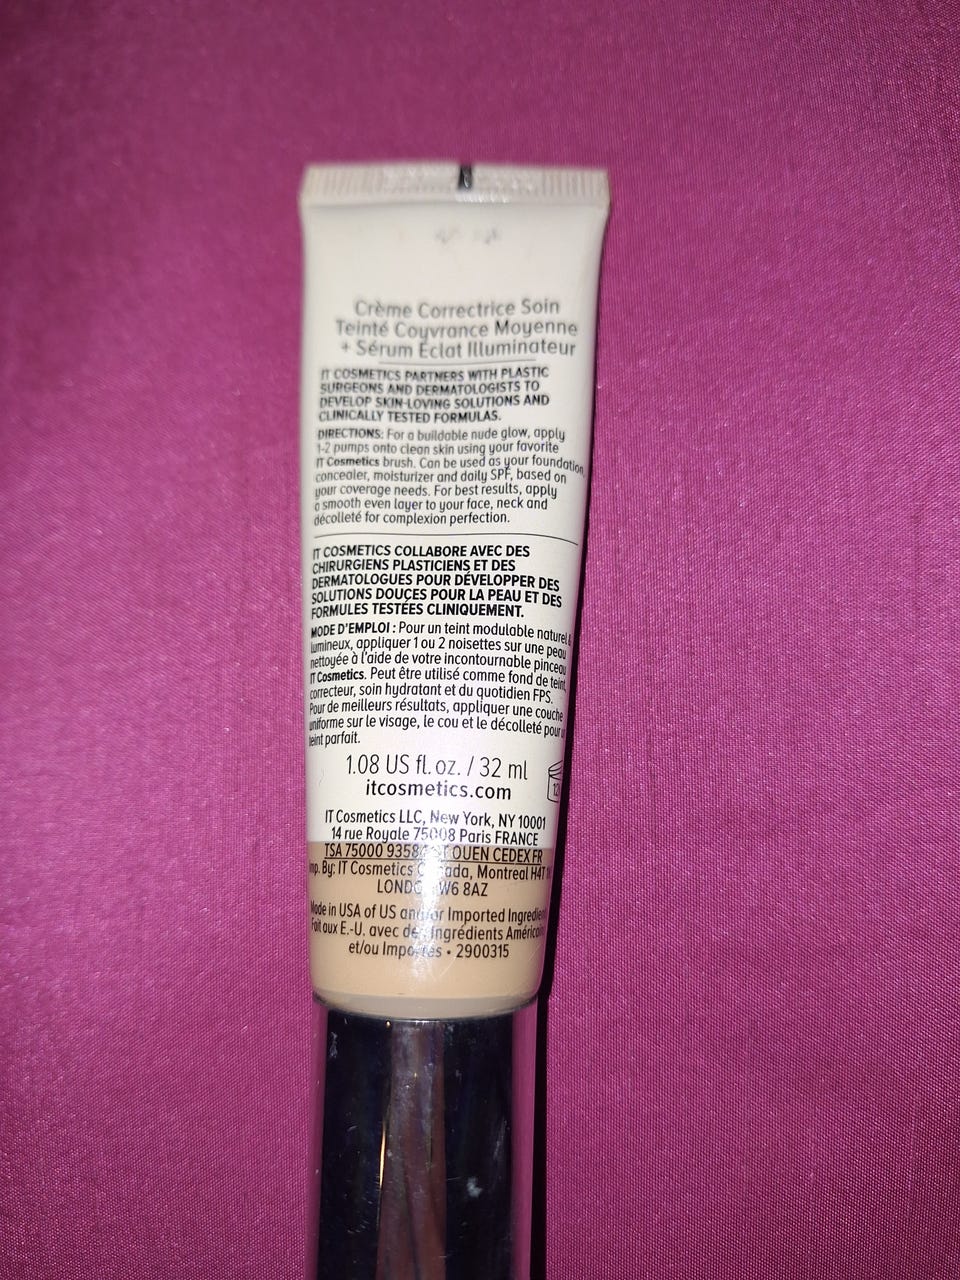 Crème Correctrice Soin
Teinté Couvrance Moyenne
+ Sérum Éclat Illuminateur
IT COSMETICS PARTNERS WITH PLASTIC
SURGEONS AND DERMATOLOGISTS TO
DEVELOP SKIN-LOVING SOLUTIONS AND
CLINICALLY TESTED FORMULAS.
DIRECTIONS: For a buildable nude glow, apply
1-2 pumps onto clean skin using your favorite
IT Cosmetics brush. Can be used as your foundation,
concealer, moisturizer and daily SPF, based on
your coverage needs. For best results, apply
a smooth even layer to your face, neck and
décolleté for complexion perfection.
IT COSMETICS COLLABORE AVEC DES
CHIRURGIENS PLASTICIENS ET DES
DERMATOLOGUES POUR DÉVELOPPER DES
SOLUTIONS DOUCES POUR LA PEAU ET DES
FORMULES TESTÉES CLINIQUEMENT.
MODE D'EMPLOI : Pour un teint modulable naturel &
lumineux, appliquer 1 ou 2 noisettes sur une peau
nettoyée à l'aide de votre incontournable pinceau
IT Cosmetics. Peut être utilisé comme fond de teint,
correcteur, soin hydratant et du quotidien FPS.
Pour de meilleurs résultats, appliquer une couche
uniforme sur le visage, le cou et le décolleté pour
teint parfait.
1.08 US fl. oz. / 32 ml
itcosmetics.com
12
IT Cosmetics LLC, New York, NY 10001
14 rue Royale 75008 Paris FRANCE
TSA 75000 OUEN CEDEX FR
By: IT Cosmetics Montreal H4T
W6 8AZ
Made in USA of US and/or Imported
Fait aux E.-U. avec des Ingrédients
et/ou Importés • 2900315